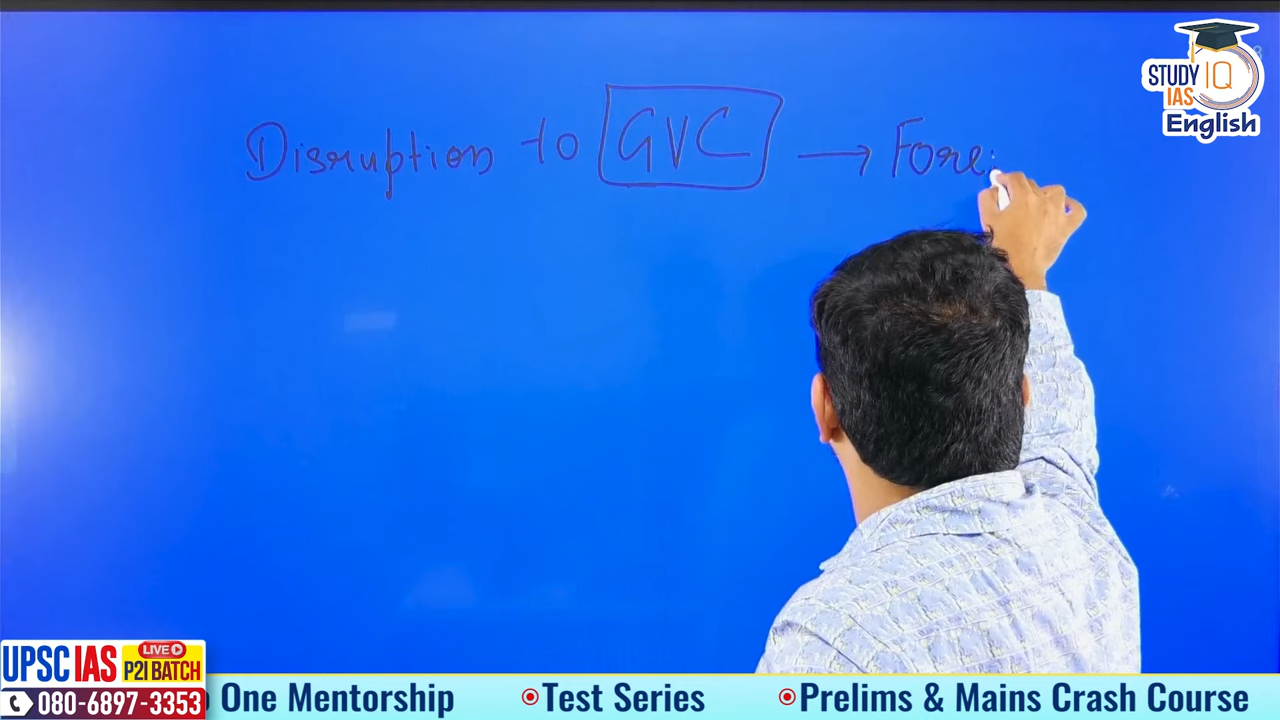 STUDY IQ
IAS
English
Disruption to GVC → Forei
UPSC IAS LIVE
P2I BATCH
080-6897-3353
One Mentorship Test Series Prelims & Mains Crash Course